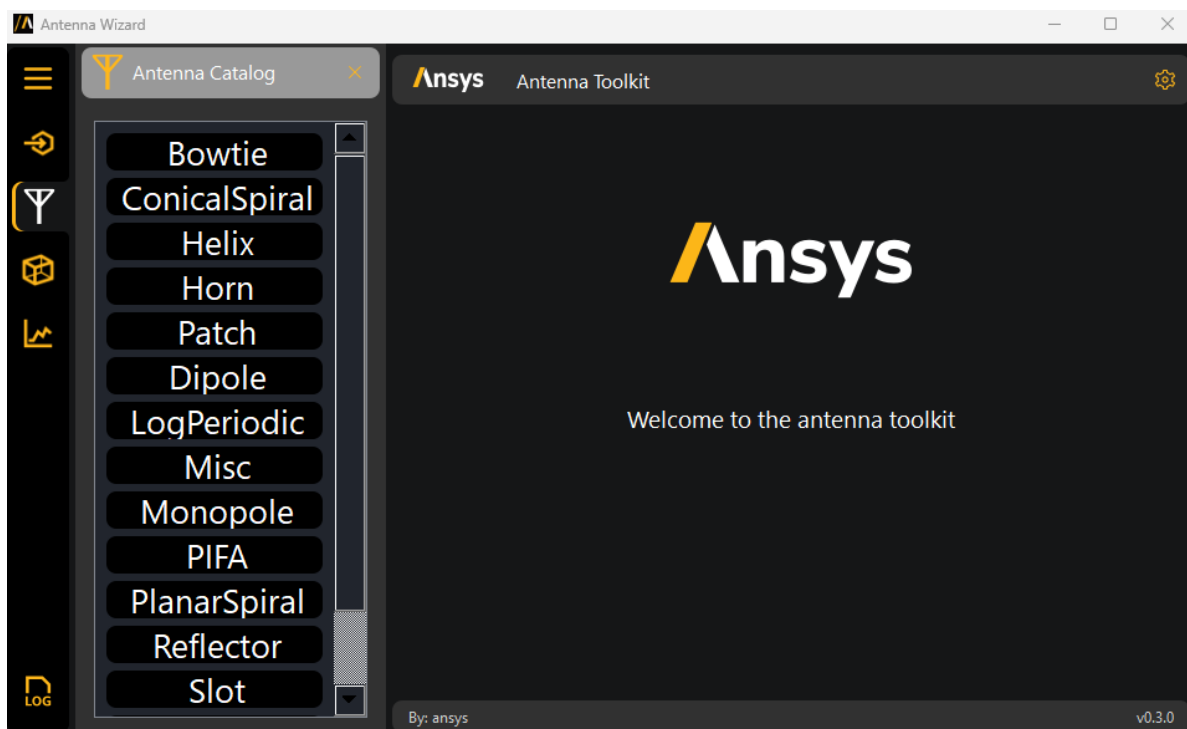 Antenna Wizard
Antenna Catalog
Ansys Antenna Toolkit
Bowtie
ConicalSpiral
Helix
Horn
Patch
Dipole
LogPeriodic
Misc
Monopole
PIFA
PlanarSpiral
Reflector
Slot
LOG
Ansys
Welcome to the antenna toolkit
By: ansys
v0.3.0